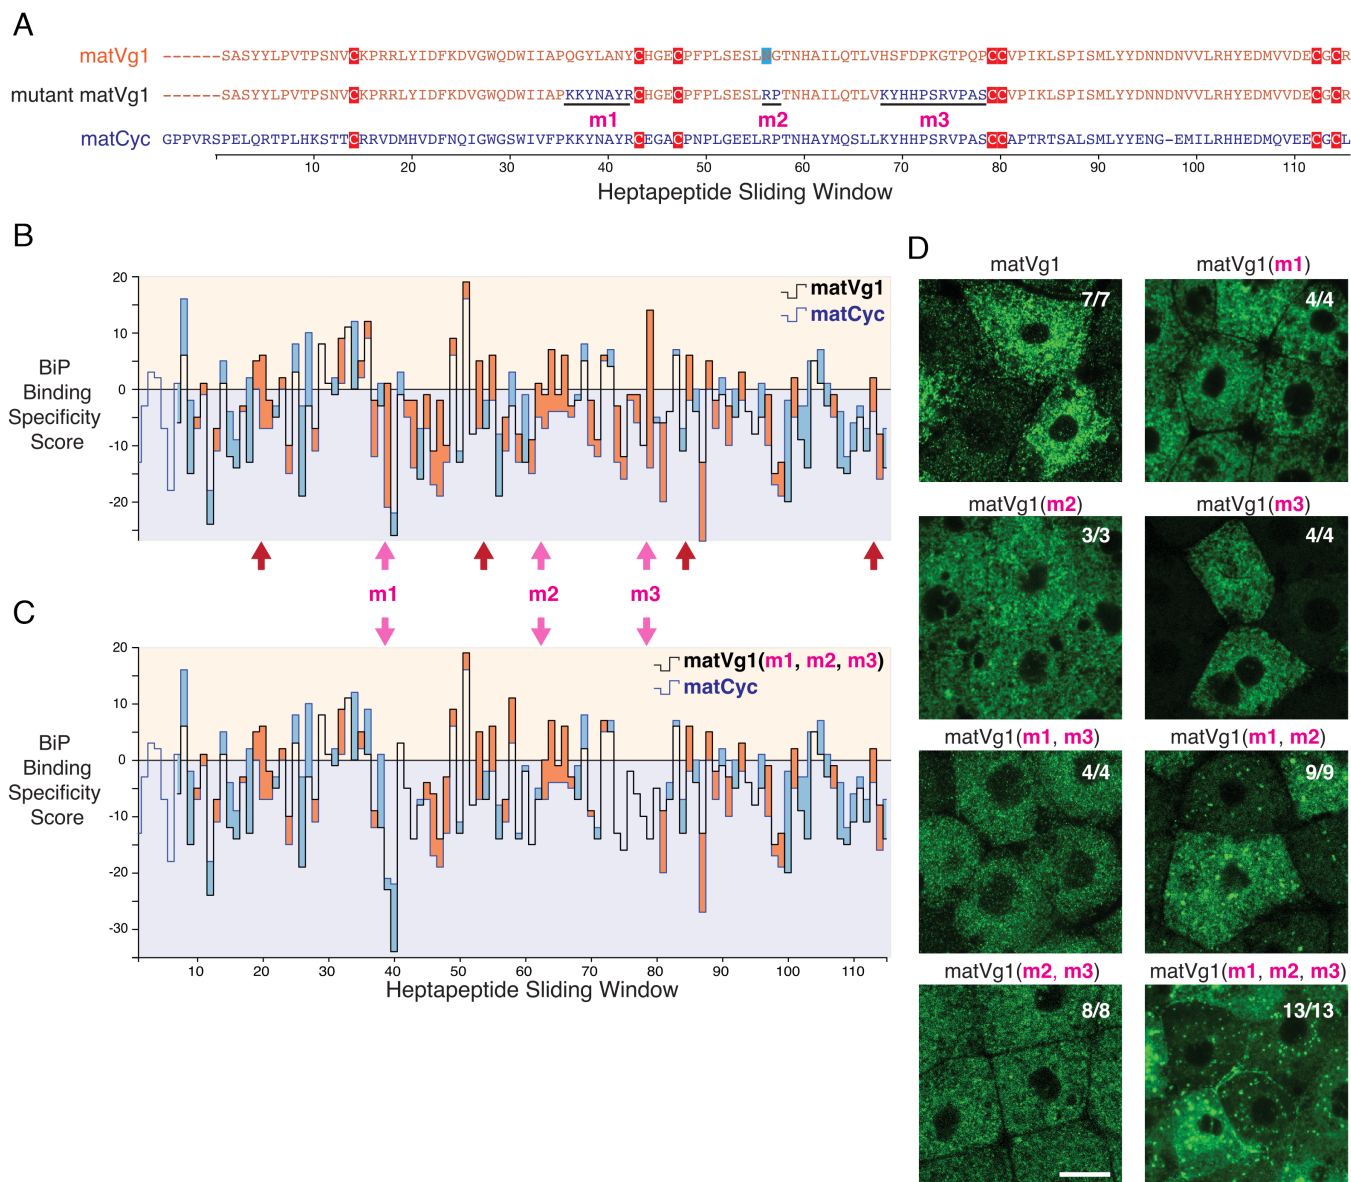 A
matVg1 ------SASYYLPVTPSNVCKPRRLYIDFKDVGWQDWIIAPQGYLANYCHGECPFPLSESLNGTNHAILQTLVHSFDPKGTPQPCCVPIKLSPISMLYYDNNDNVVLRHYEDMVVDECGCR
mutant matVg1 ------SASYYLPVTPSNVCKPRRLYIDFKDVGWQDWIIAPKKYNAYRCHGECPFPLSESLRPTNHAILQTLVKYHHPSRVPASCCVPIKLSPISMLYYDNNDNVVLRHYEDMVVDECGCR
m1 m2 m3
matCyc GPPVRSPELQRTPLHKSTTCRRVDMHVDFNQIGWGSWIVFPKKYNAYRCEGACPNPLGEELRPTNHAYMQSLLKYHHPSRVPASCCAPTRTSALSMLYYENG-EMILRHHEDMQVEECGCL
10 20 30 40 50 60 70 80 90 100 110
Heptapeptide Sliding Window
B
BiP
Binding
Specificity
Score
20
10
0
-10
-20
matVg1
matCyc
m1 m2 m3
C
BiP
Binding
Specificity
Score
20
10
0
-10
-20
-30
matVg1(m1, m2, m3)
matCyc
10 20 30 40 50 60 70 80 90 100 110
Heptapeptide Sliding Window
D
matVg1 matVg1(m1)
7/7 4/4
matVg1(m2) matVg1(m3)
3/3 4/4
matVg1(m1, m3) matVg1(m1, m2)
4/4 9/9
matVg1(m2, m3) matVg1(m1, m2, m3)
8/8 13/13